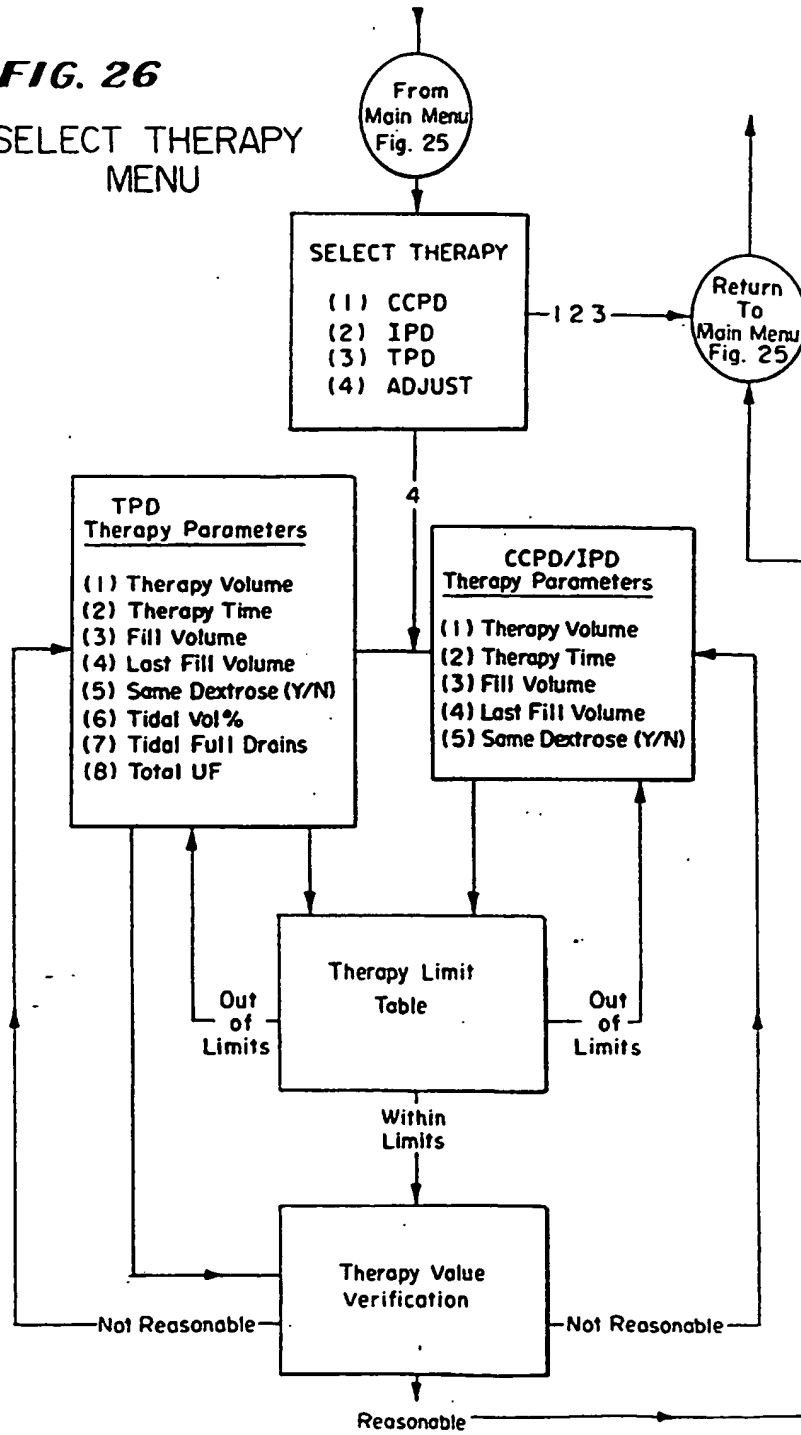 FIG. 26
SELECT THERAPY
MENU
From
Main Menu
Fig. 25
SELECT THERAPY
(1) CCPD
(2) IPD
(3) TPD
(4) ADJUST
1 2 3
Return
To
Main Menu
Fig. 25
4
TPD
Therapy Parameters
(1) Therapy Volume
(2) Therapy Time
(3) Fill Volume
(4) Last Fill Volume
(5) Same Dextrose (Y/N)
(6) Tidal Vol%
(7) Tidal Full Drains
(8) Total UF
CCPD/IPD
Therapy Parameters
(1) Therapy Volume
(2) Therapy Time
(3) Fill Volume
(4) Last Fill Volume
(5) Same Dextrose (Y/N)
Therapy Limit
Table
Out
of
Limits
Out
of
Limits
Within
Limits
Therapy Value
Verification
Not Reasonable
Not Reasonable
Reasonable